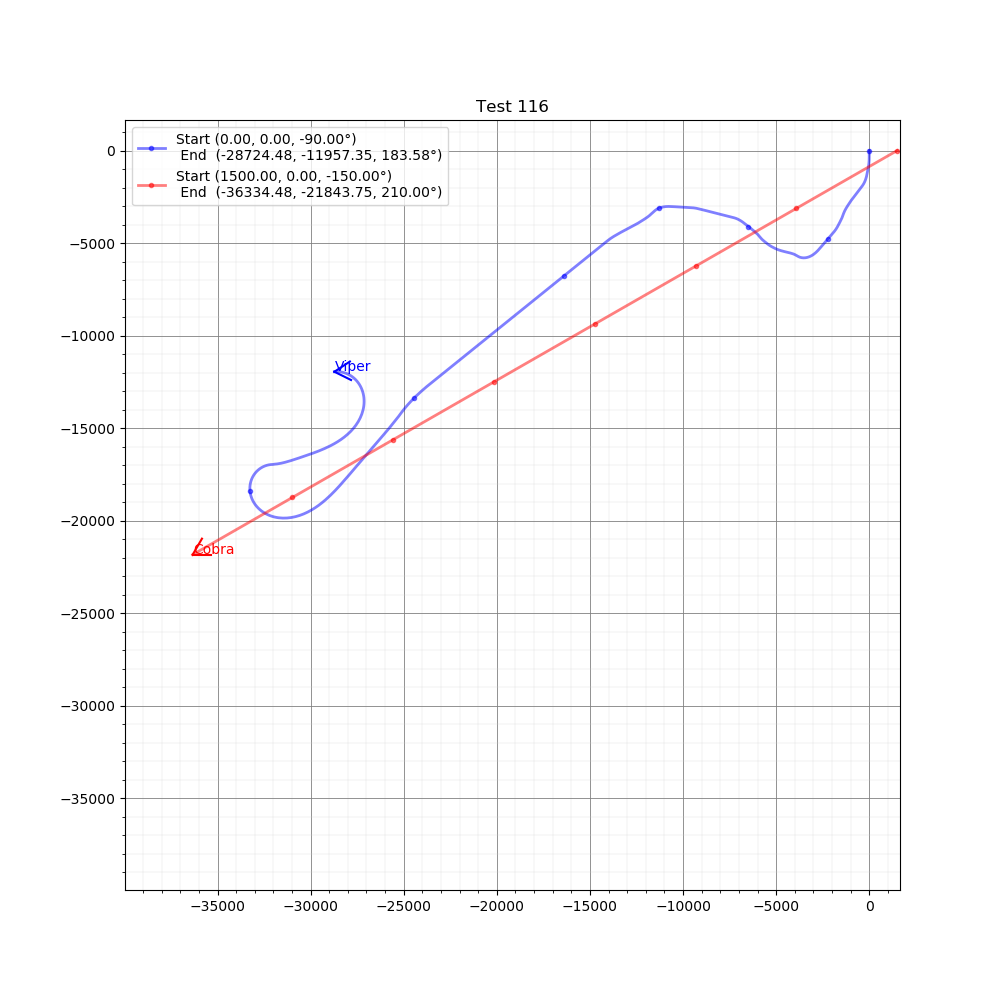 Test 116
Start (0.00, 0.00, -90.00°)
End  (-28724.48, -11957.35, 183.58°)
Start (1500.00, 0.00, -150.00°)
End  (-36334.48, -21843.75, 210.00°)
0
−5000
−10000
−15000
−20000
−25000
−30000
−35000
Viper
Cobra
−35000 −30000 −25000 −20000 −15000 −10000 −5000 0